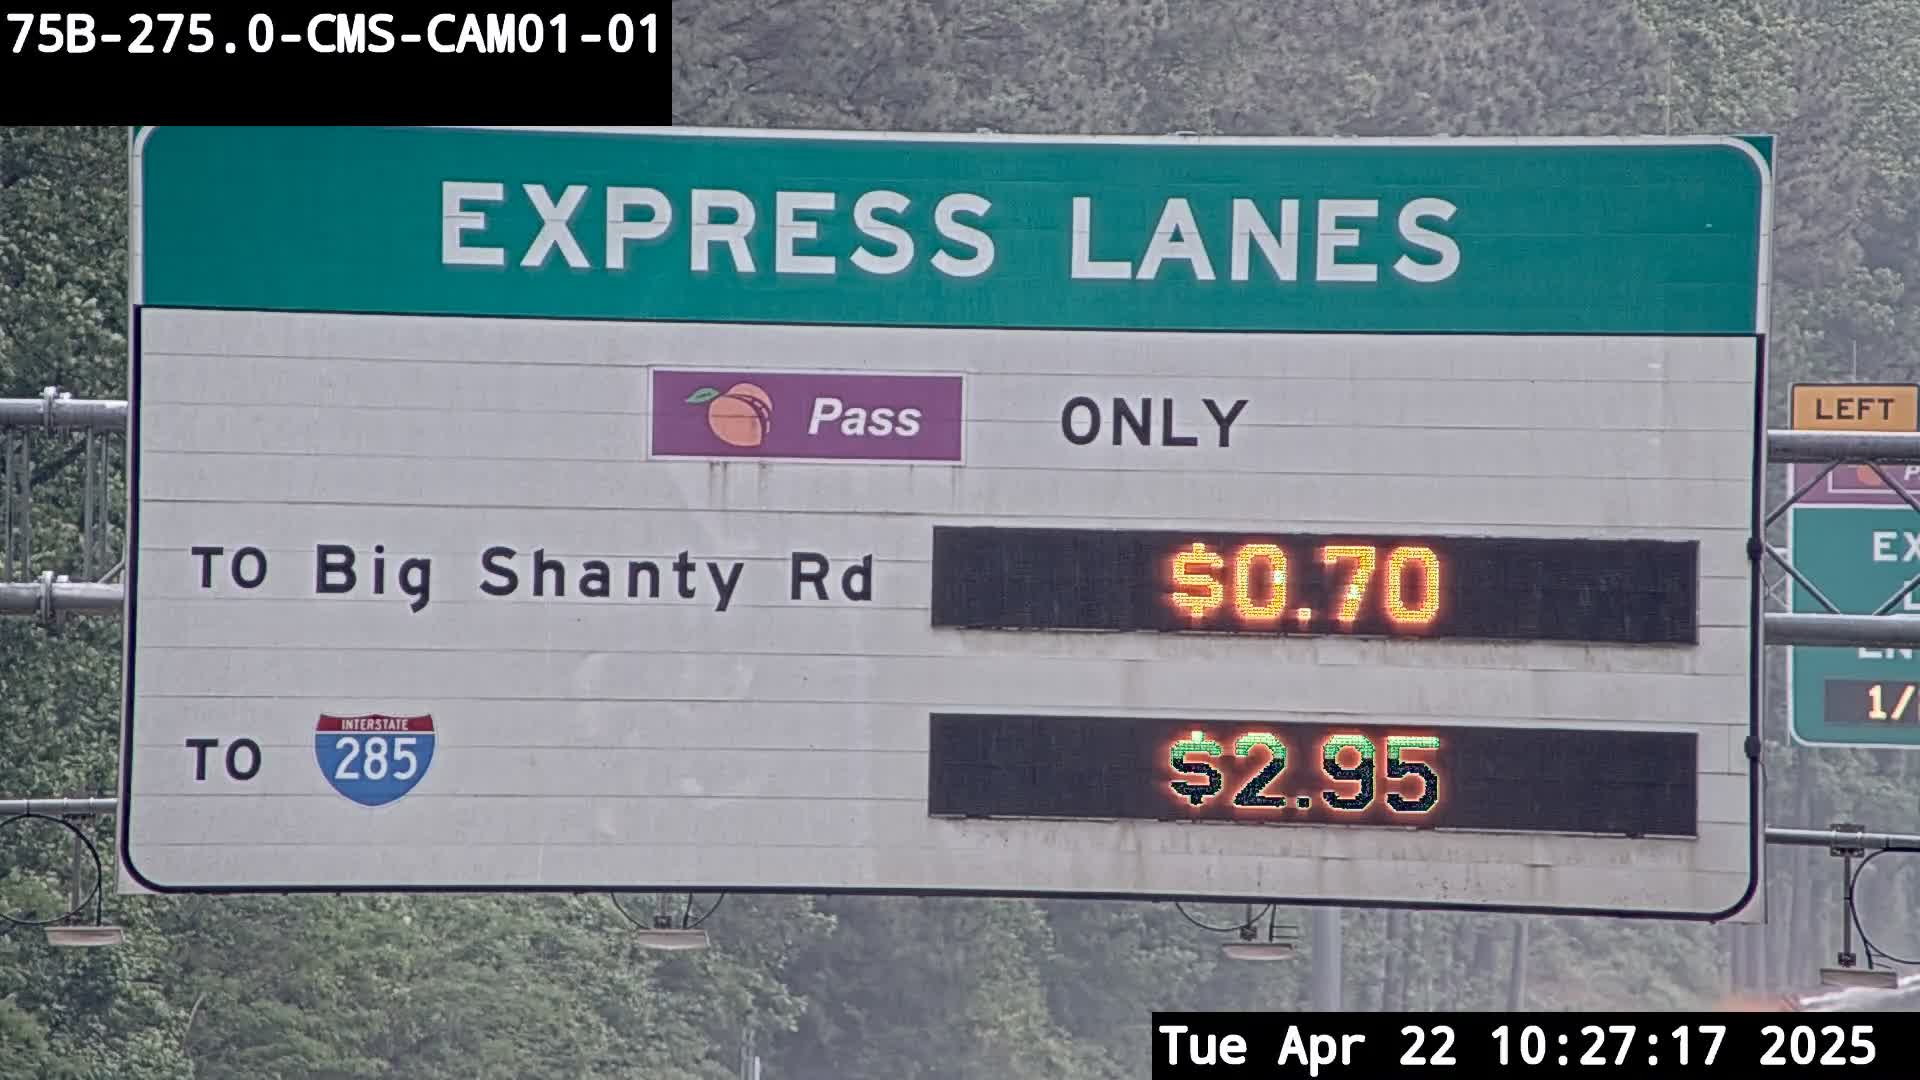 75B-275.0-CMS-CAM01-01
EXPRESS LANES
Pass ONLY
TO Big Shanty Rd $0.70
TO INTERSTATE 285 $2.95
LEFT
1/
Tue Apr 22 10:27:17 2025